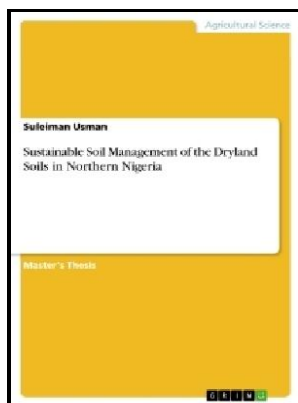 Agricultural Science
Suleiman Usman
Sustainable Soil Management of the Dryland
Soils in Northern Nigeria
Master's Thesis
GRIN